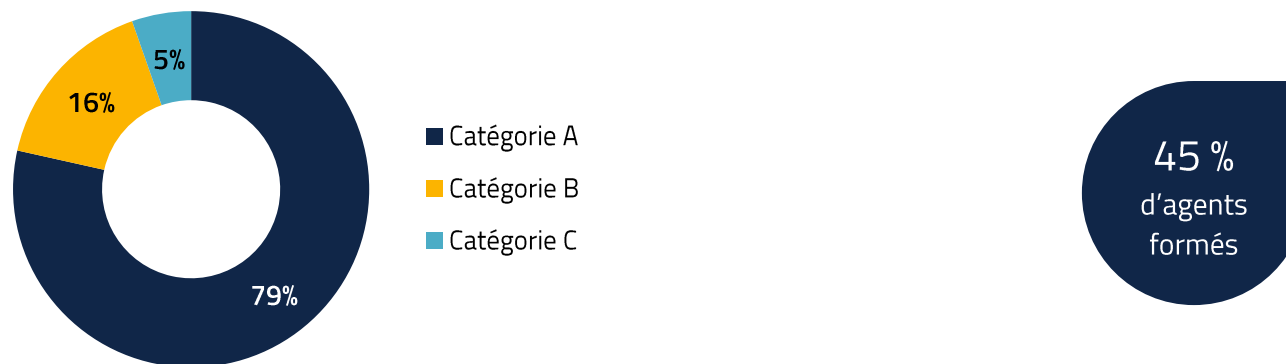 5%
16%
79%
Catégorie A
Catégorie B
Catégorie C
45 %
d’agents
formés